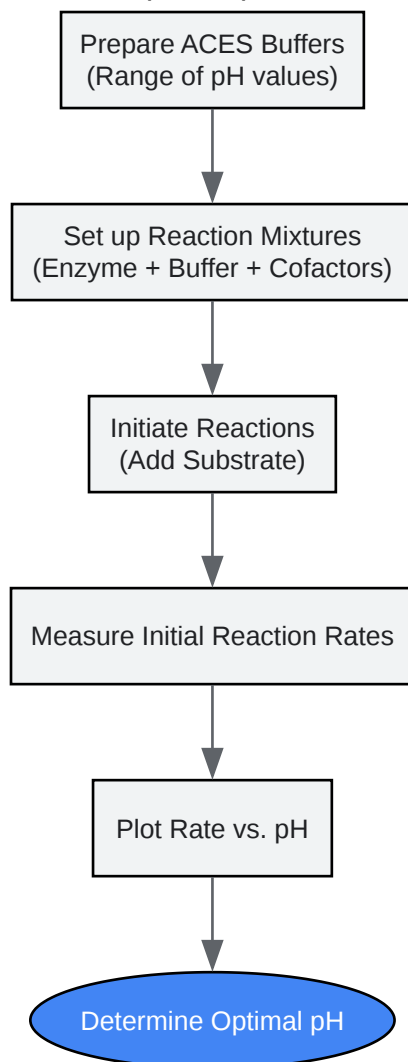 Prepare ACES Buffers
(Range of pH values)
Set up Reaction Mixtures
(Enzyme + Buffer + Cofactors)
Initiate Reactions
(Add Substrate)
Measure Initial Reaction Rates
Plot Rate vs. pH
Determine Optimal pH